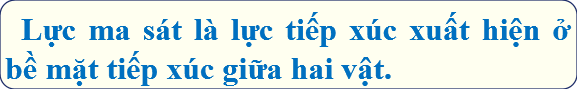 Lực ma sát là lực tiếp xúc xuất hiện ở
bề mặt tiếp xúc giữa hai vật.